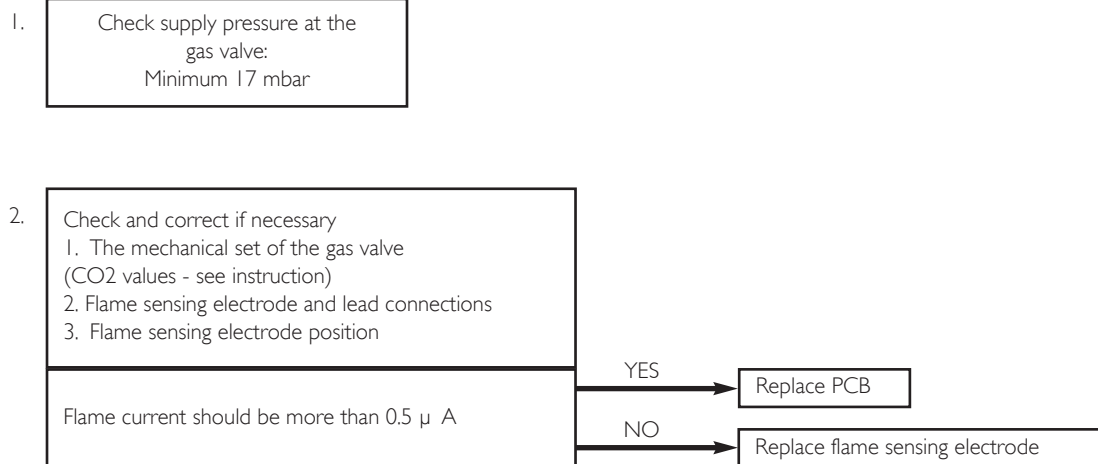 1.
Check supply pressure at the
gas valve:
Minimum 17 mbar
2.
Check and correct if necessary
1. The mechanical set of the gas valve
(CO2 values - see instruction)
2. Flame sensing electrode and lead connections
3. Flame sensing electrode position
YES
Replace PCB
Flame current should be more than 0.5 μ A
NO
Replace flame sensing electrode